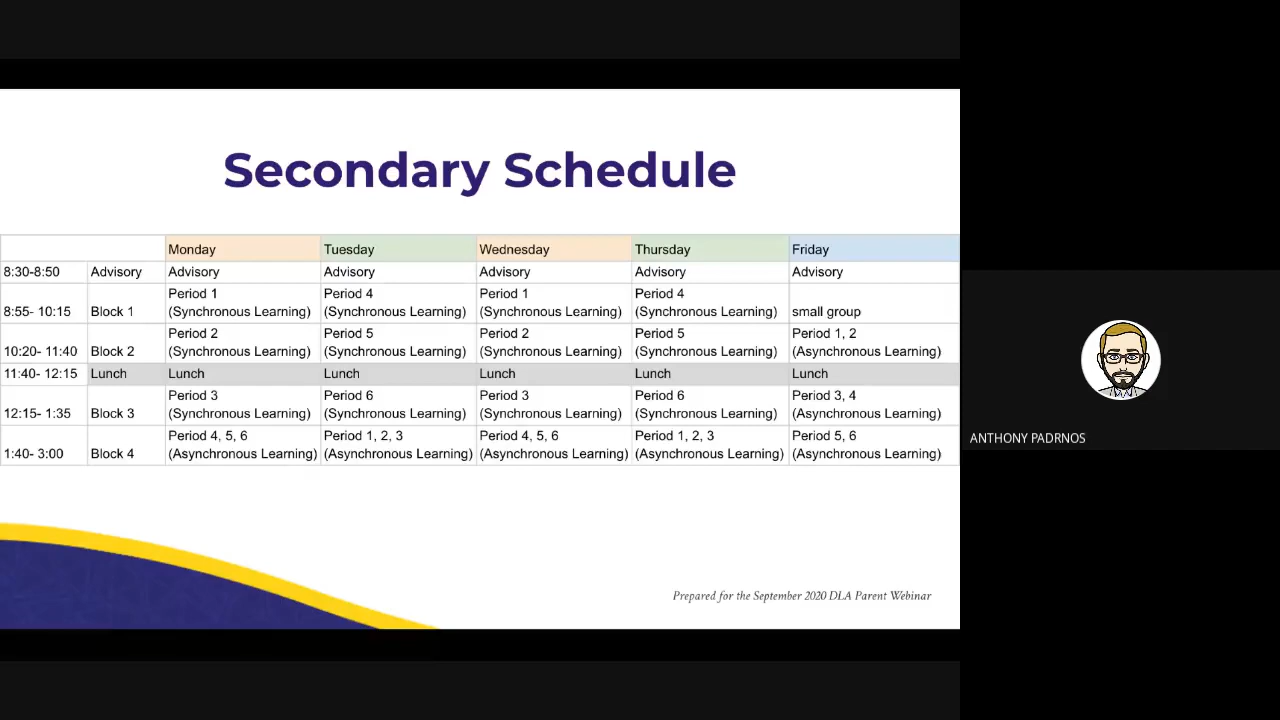 Secondary Schedule
Monday Tuesday Wednesday Thursday Friday
8:30-8:50 Advisory Advisory Advisory Advisory Advisory Advisory
Period 1 Period 4 Period 1 Period 4
8:55- 10:15 Block 1 (Synchronous Learning) (Synchronous Learning) (Synchronous Learning) (Synchronous Learning) small group
Period 2 Period 5 Period 2 Period 5 Period 1, 2
10:20- 11:40 Block 2 (Synchronous Learning) (Synchronous Learning) (Synchronous Learning) (Synchronous Learning) (Asynchronous Learning)
11:40- 12:15 Lunch Lunch Lunch Lunch Lunch Lunch
Period 3 Period 6 Period 3 Period 6 Period 3, 4
12:15- 1:35 Block 3 (Synchronous Learning) (Synchronous Learning) (Synchronous Learning) (Synchronous Learning) (Asynchronous Learning)
Period 4, 5, 6 Period 1, 2, 3 Period 4, 5, 6 Period 1, 2, 3 Period 5, 6
1:40- 3:00 Block 4 (Asynchronous Learning) (Asynchronous Learning) (Asynchronous Learning) (Asynchronous Learning) (Asynchronous Learning)
Prepared for the September 2020 DLA Parent Webinar
ANTHONY PADRNOS